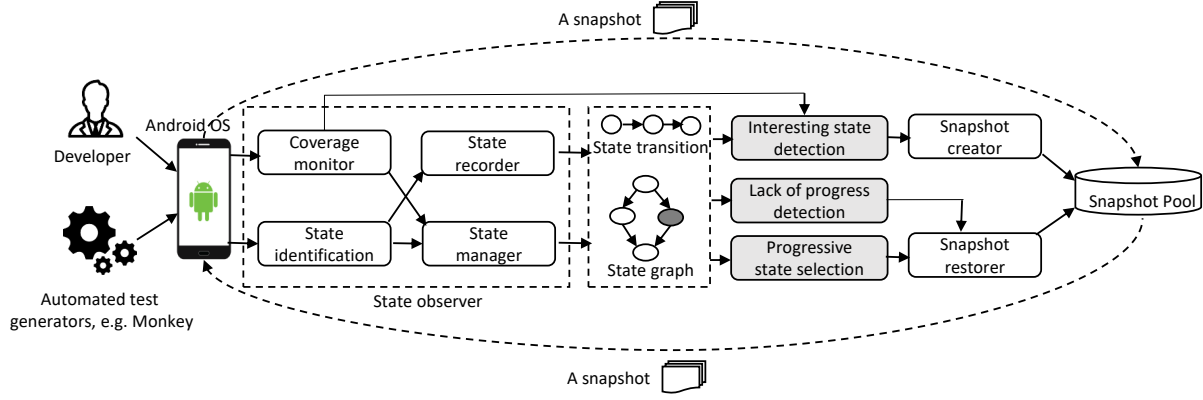 A snapshot
Developer
Android OS
Automated test
generators, e.g. Monkey
Coverage
monitor
State
recorder
State
identification
State
manager
State observer
State transition
State graph
Interesting state
detection
Lack of progress
detection
Progressive
state selection
Snapshot
creator
Snapshot
restorer
Snapshot Pool
A snapshot